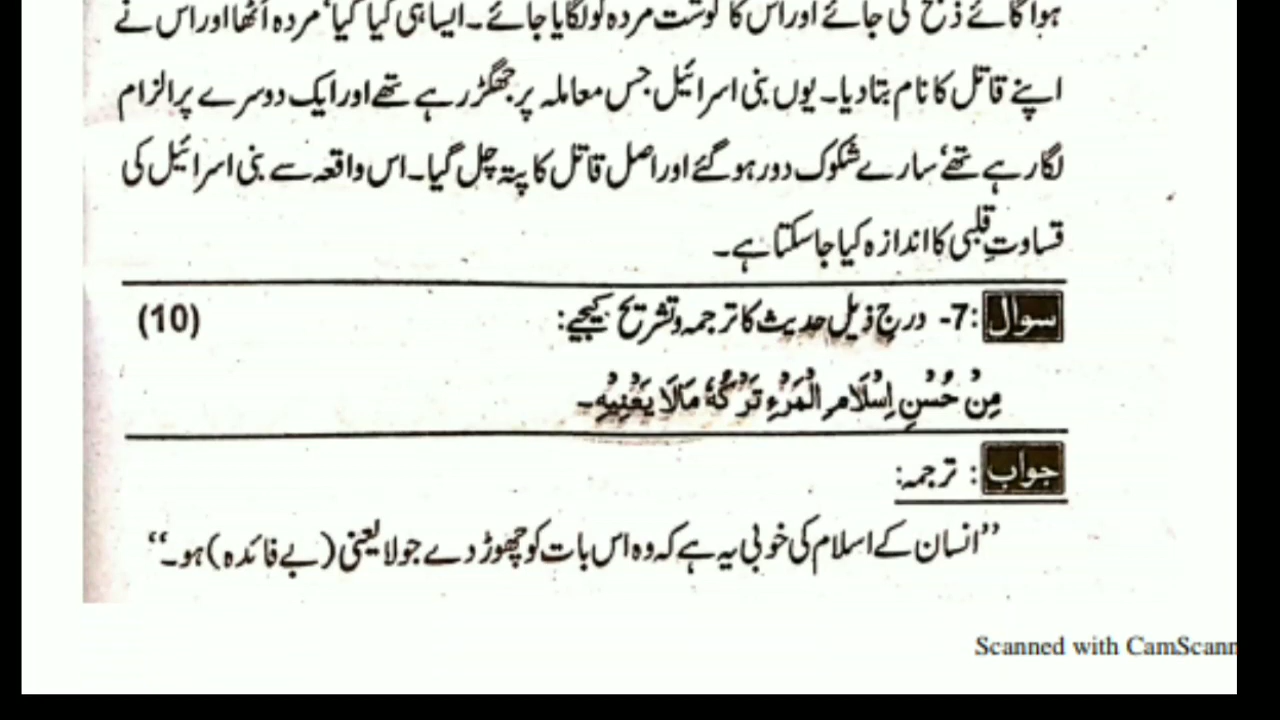 ہوا گائے ذبح کی جائے اور اس کا گوشت مردہ کو لگایا جائے۔ ایسا ہی کیا گیا‘ مردہ اُٹھا اور اس نے
اپنے قاتل کا نام بتا دیا۔ یوں بنی اسرائیل جس معاملہ پر جھگڑ رہے تھے اور ایک دوسرے پر الزام
لگا رہے تھے‘ سارے شکوک دور ہو گئے اور اصل قاتل کا پتہ چل گیا۔ اس واقعہ سے بنی اسرائیل کی
قساوتِ قلبی کا اندازہ کیا جا سکتا ہے۔
سوال :7- درج ذیل حدیث کا ترجمہ و تشریح کیجیے: (10)
مِنْ حُسْنِ اِسْلَامِ الْمَرْءِ تَرْكُهٗ مَالَا يَعْنِيْهِ۔
جواب : ترجمہ:
’’انسان کے اسلام کی خوبی یہ ہے کہ وہ اس بات کو چھوڑ دے جو لا یعنی (بے فائدہ) ہو۔‘‘
Scanned with CamScann